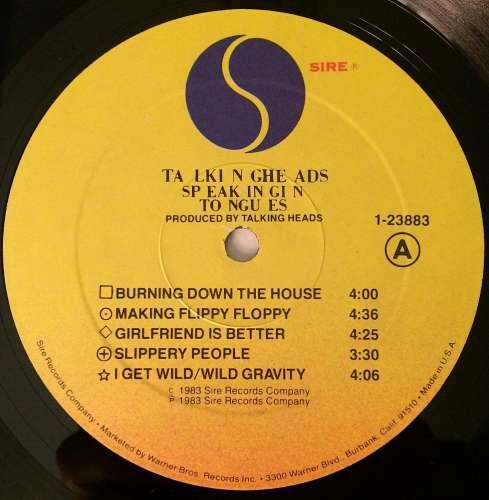 SIRE ®
TA LKI N GHE ADS
SP EAK IN GI N
TO NGU ES
PRODUCED BY TALKING HEADS
1-23883
A
BURNING DOWN THE HOUSE 4:00
MAKING FLIPPY FLOPPY 4:36
GIRLFRIEND IS BETTER 4:25
SLIPPERY PEOPLE 3:30
I GET WILD/WILD GRAVITY 4:06
© 1983 Sire Records Company
℗ 1983 Sire Records Company
Sire Records Company • Marketed by Warner Bros. Records Inc. • 3300 Warner Blvd., Burbank, Calif. 91510 • Made in U.S.A.